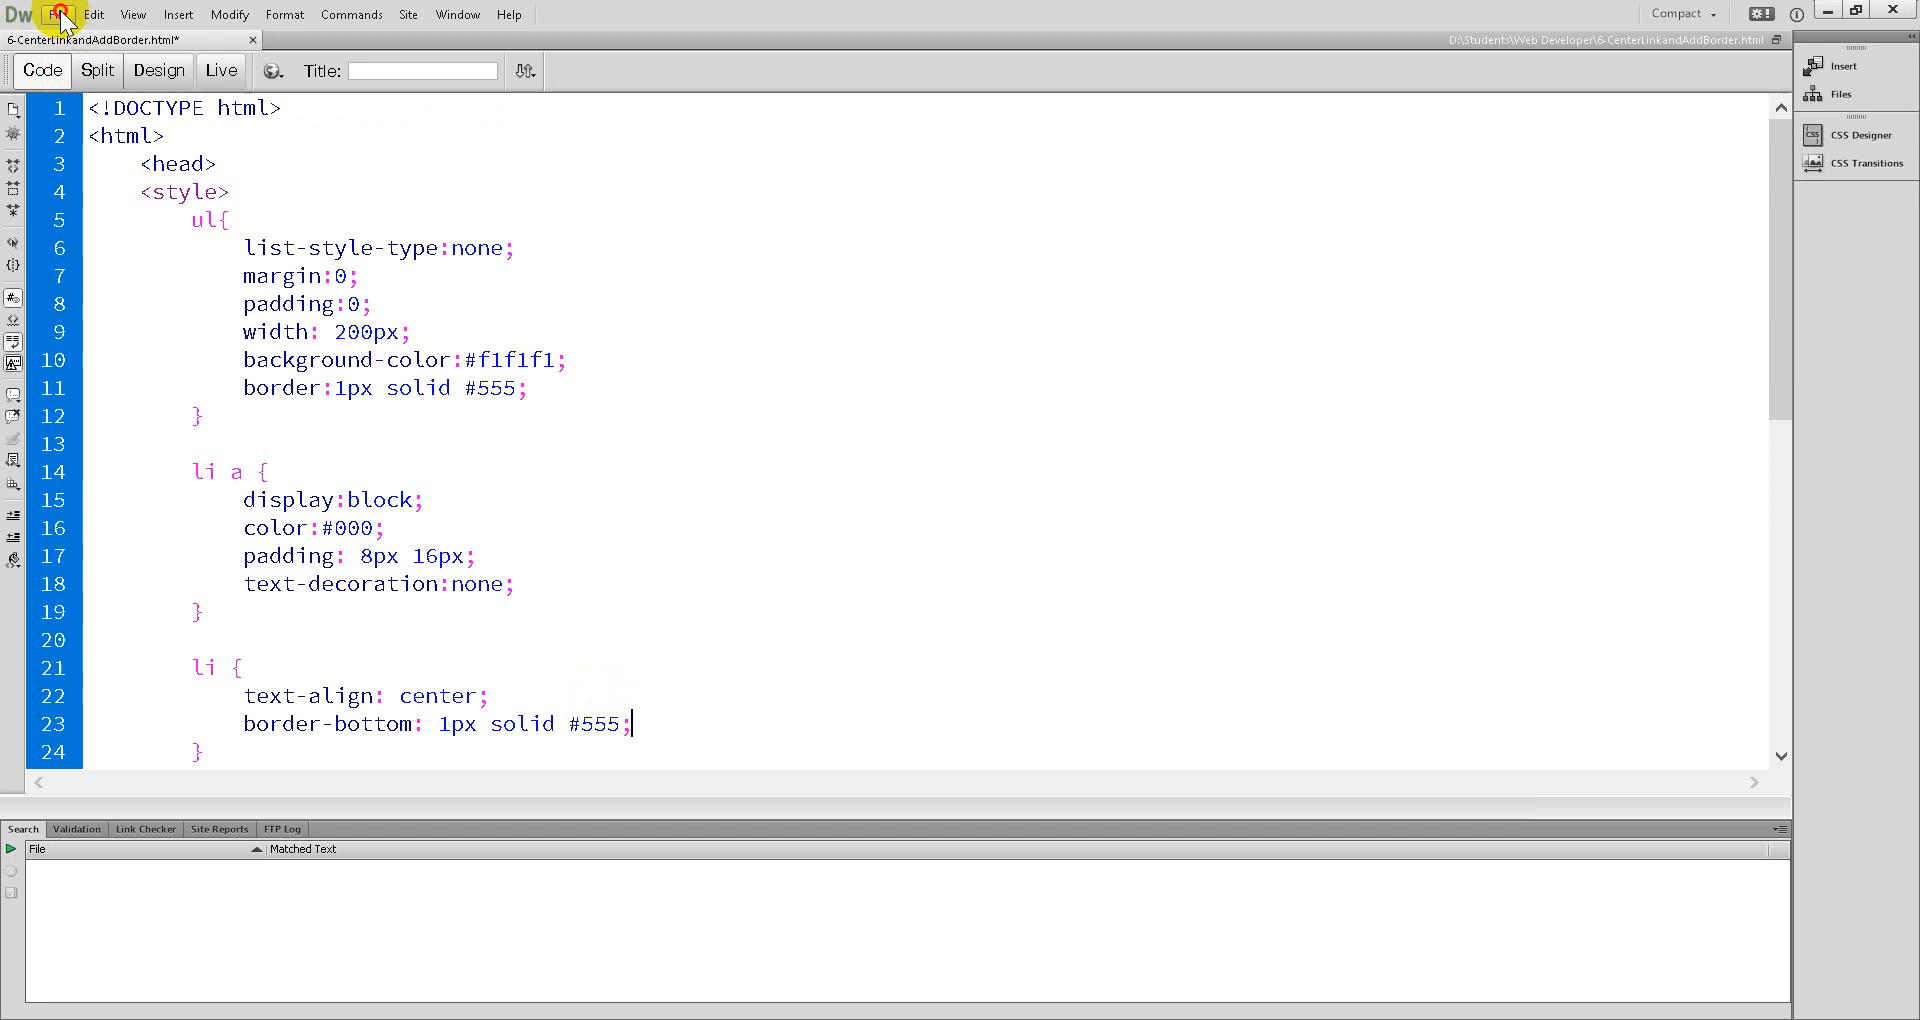 Dw Edit View Insert Modify Format Commands Site Window Help Compact
6-CenterLinkandAddBorder.html* D:\Students\Web Developer\6-CenterLinkandAddBorder.html
Code Split Design Live Title:
Insert
Files
CSS Designer
CSS Transitions
1 <!DOCTYPE html>
2 <html>
3 <head>
4 <style>
5 ul{
6 list-style-type:none;
7 margin:0;
8 padding:0;
9 width: 200px;
10 background-color:#f1f1f1;
11 border:1px solid #555;
12 }
13
14 li a {
15 display:block;
16 color:#000;
17 padding: 8px 16px;
18 text-decoration:none;
19 }
20
21 li {
22 text-align: center;
23 border-bottom: 1px solid #555;
24 }
Search Validation Link Checker Site Reports FTP Log
File Matched Text